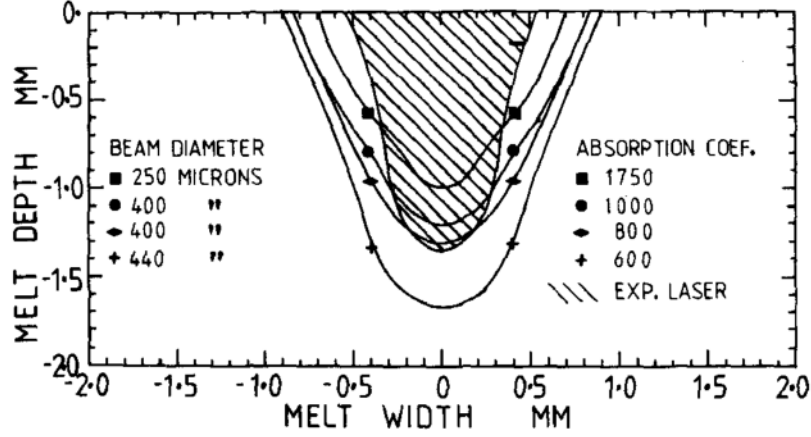 0.
-0.5
-1.0
-1.5
-2.0
MELT DEPTH MM
BEAM DIAMETER
■ 250 MICRONS
● 400 "
◆ 400 "
+ 440 "
ABSORPTION COEF.
■ 1750
● 1000
◆ 800
+ 600
EXP. LASER
-2.0 -1.5 -1.0 -0.5 0 0.5 1.0 1.5 2.0
MELT WIDTH MM